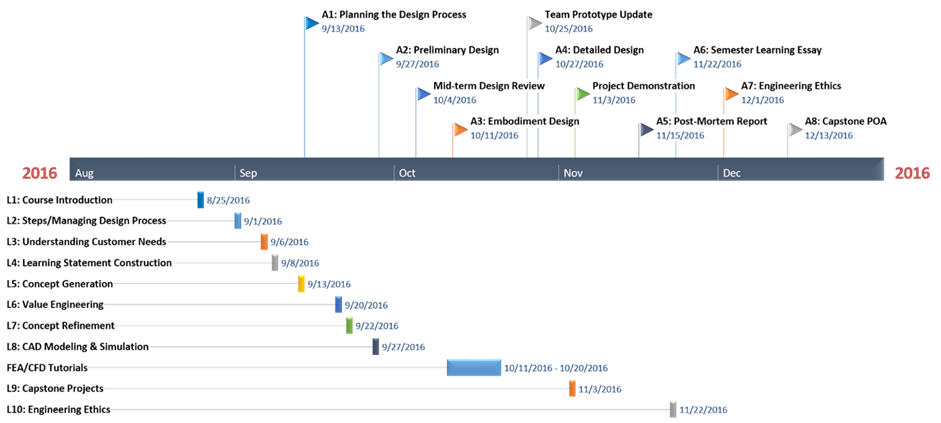 A1: Planning the Design Process
9/13/2016
Team Prototype Update
10/25/2016
A2: Preliminary Design
9/27/2016
A4: Detailed Design
10/27/2016
A6: Semester Learning Essay
11/22/2016
Mid-term Design Review
10/4/2016
Project Demonstration
11/3/2016
A7: Engineering Ethics
12/1/2016
A3: Embodiment Design
10/11/2016
A5: Post-Mortem Report
11/15/2016
A8: Capstone POA
12/13/2016
2016 Aug Sep Oct Nov Dec 2016
L1: Course Introduction 8/25/2016
L2: Steps/Managing Design Process 9/1/2016
L3: Understanding Customer Needs 9/6/2016
L4: Learning Statement Construction 9/8/2016
L5: Concept Generation 9/13/2016
L6: Value Engineering 9/20/2016
L7: Concept Refinement 9/22/2016
L8: CAD Modeling & Simulation 9/27/2016
FEA/CFD Tutorials 10/11/2016 - 10/20/2016
L9: Capstone Projects 11/3/2016
L10: Engineering Ethics 11/22/2016